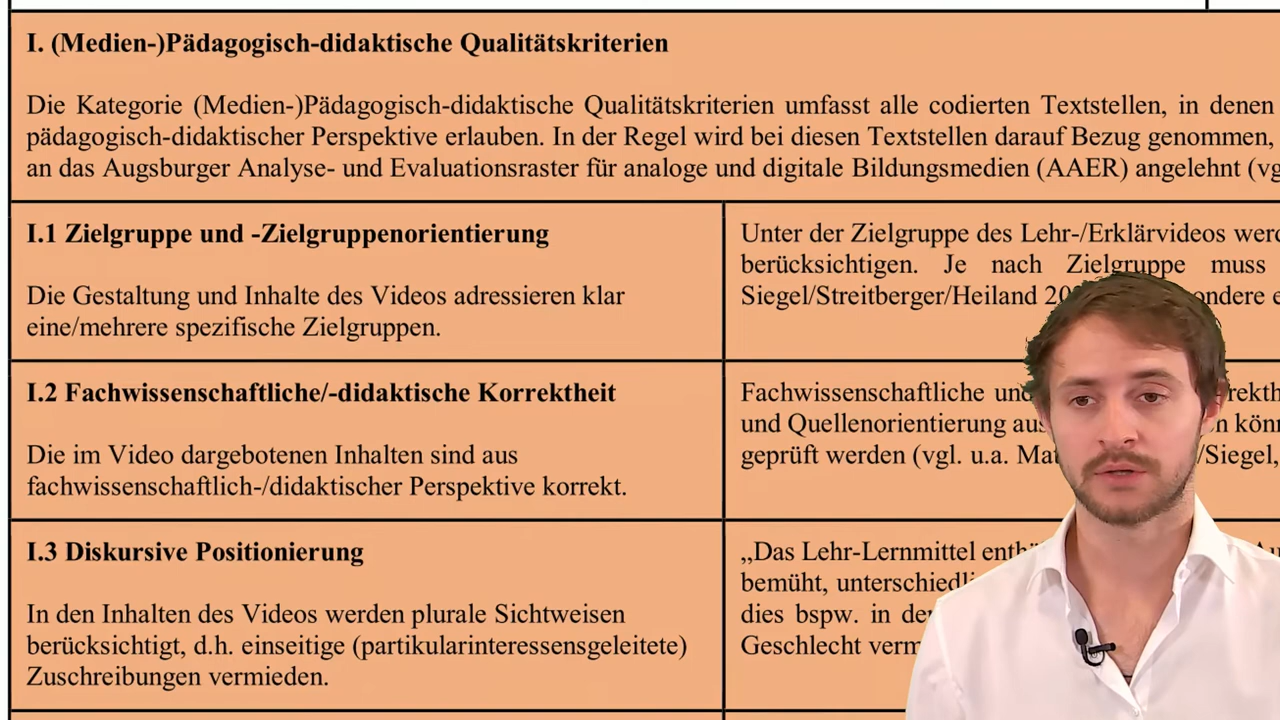 I. (Medien-)Pädagogisch-didaktische Qualitätskriterien
Die Kategorie (Medien-)Pädagogisch-didaktische Qualitätskriterien umfasst alle codierten Textstellen, in denen
pädagogisch-didaktischer Perspektive erlauben. In der Regel wird bei diesen Textstellen darauf Bezug genommen,
an das Augsburger Analyse- und Evaluationsraster für analoge und digitale Bildungsmedien (AAER) angelehnt
I.1 Zielgruppe und -Zielgruppenorientierung
Die Gestaltung und Inhalte des Videos adressieren klar
eine/mehrere spezifische Zielgruppen.
Unter der Zielgruppe des Lehr-/Erklärvideos
berücksichtigen. Je nach Zielgruppe muss
Siegel/Streitberger/Heiland
I.2 Fachwissenschaftliche/-didaktische Korrektheit
Die im Video dargebotenen Inhalten sind aus
fachwissenschaftlich-/didaktischer Perspektive korrekt.
Fachwissenschaftliche
und Quellenorientierung
geprüft werden (vgl. u.a. /Siegel,
I.3 Diskursive Positionierung
In den Inhalten des Videos werden plurale Sichtweisen
berücksichtigt, d.h. einseitige (partikularinteressensgeleitete)
Zuschreibungen vermieden.
„Das Lehr-Lernmittel
bemüht,
dies bspw. in
Geschlecht